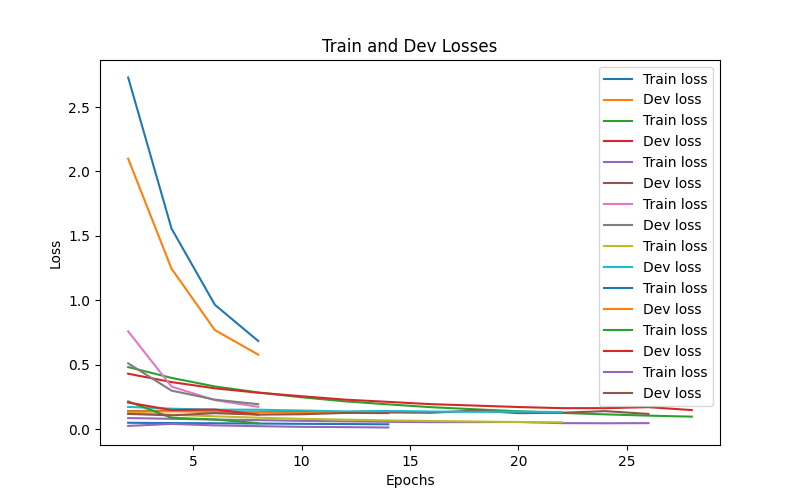 Train and Dev Losses
Train loss
Dev loss
Train loss
Dev loss
Train loss
Dev loss
Train loss
Dev loss
Train loss
Dev loss
Train loss
Dev loss
Train loss
Dev loss
Train loss
Dev loss
Loss
2.5
2.0
1.5
1.0
0.5
0.0
5
10
15
20
25
Epochs